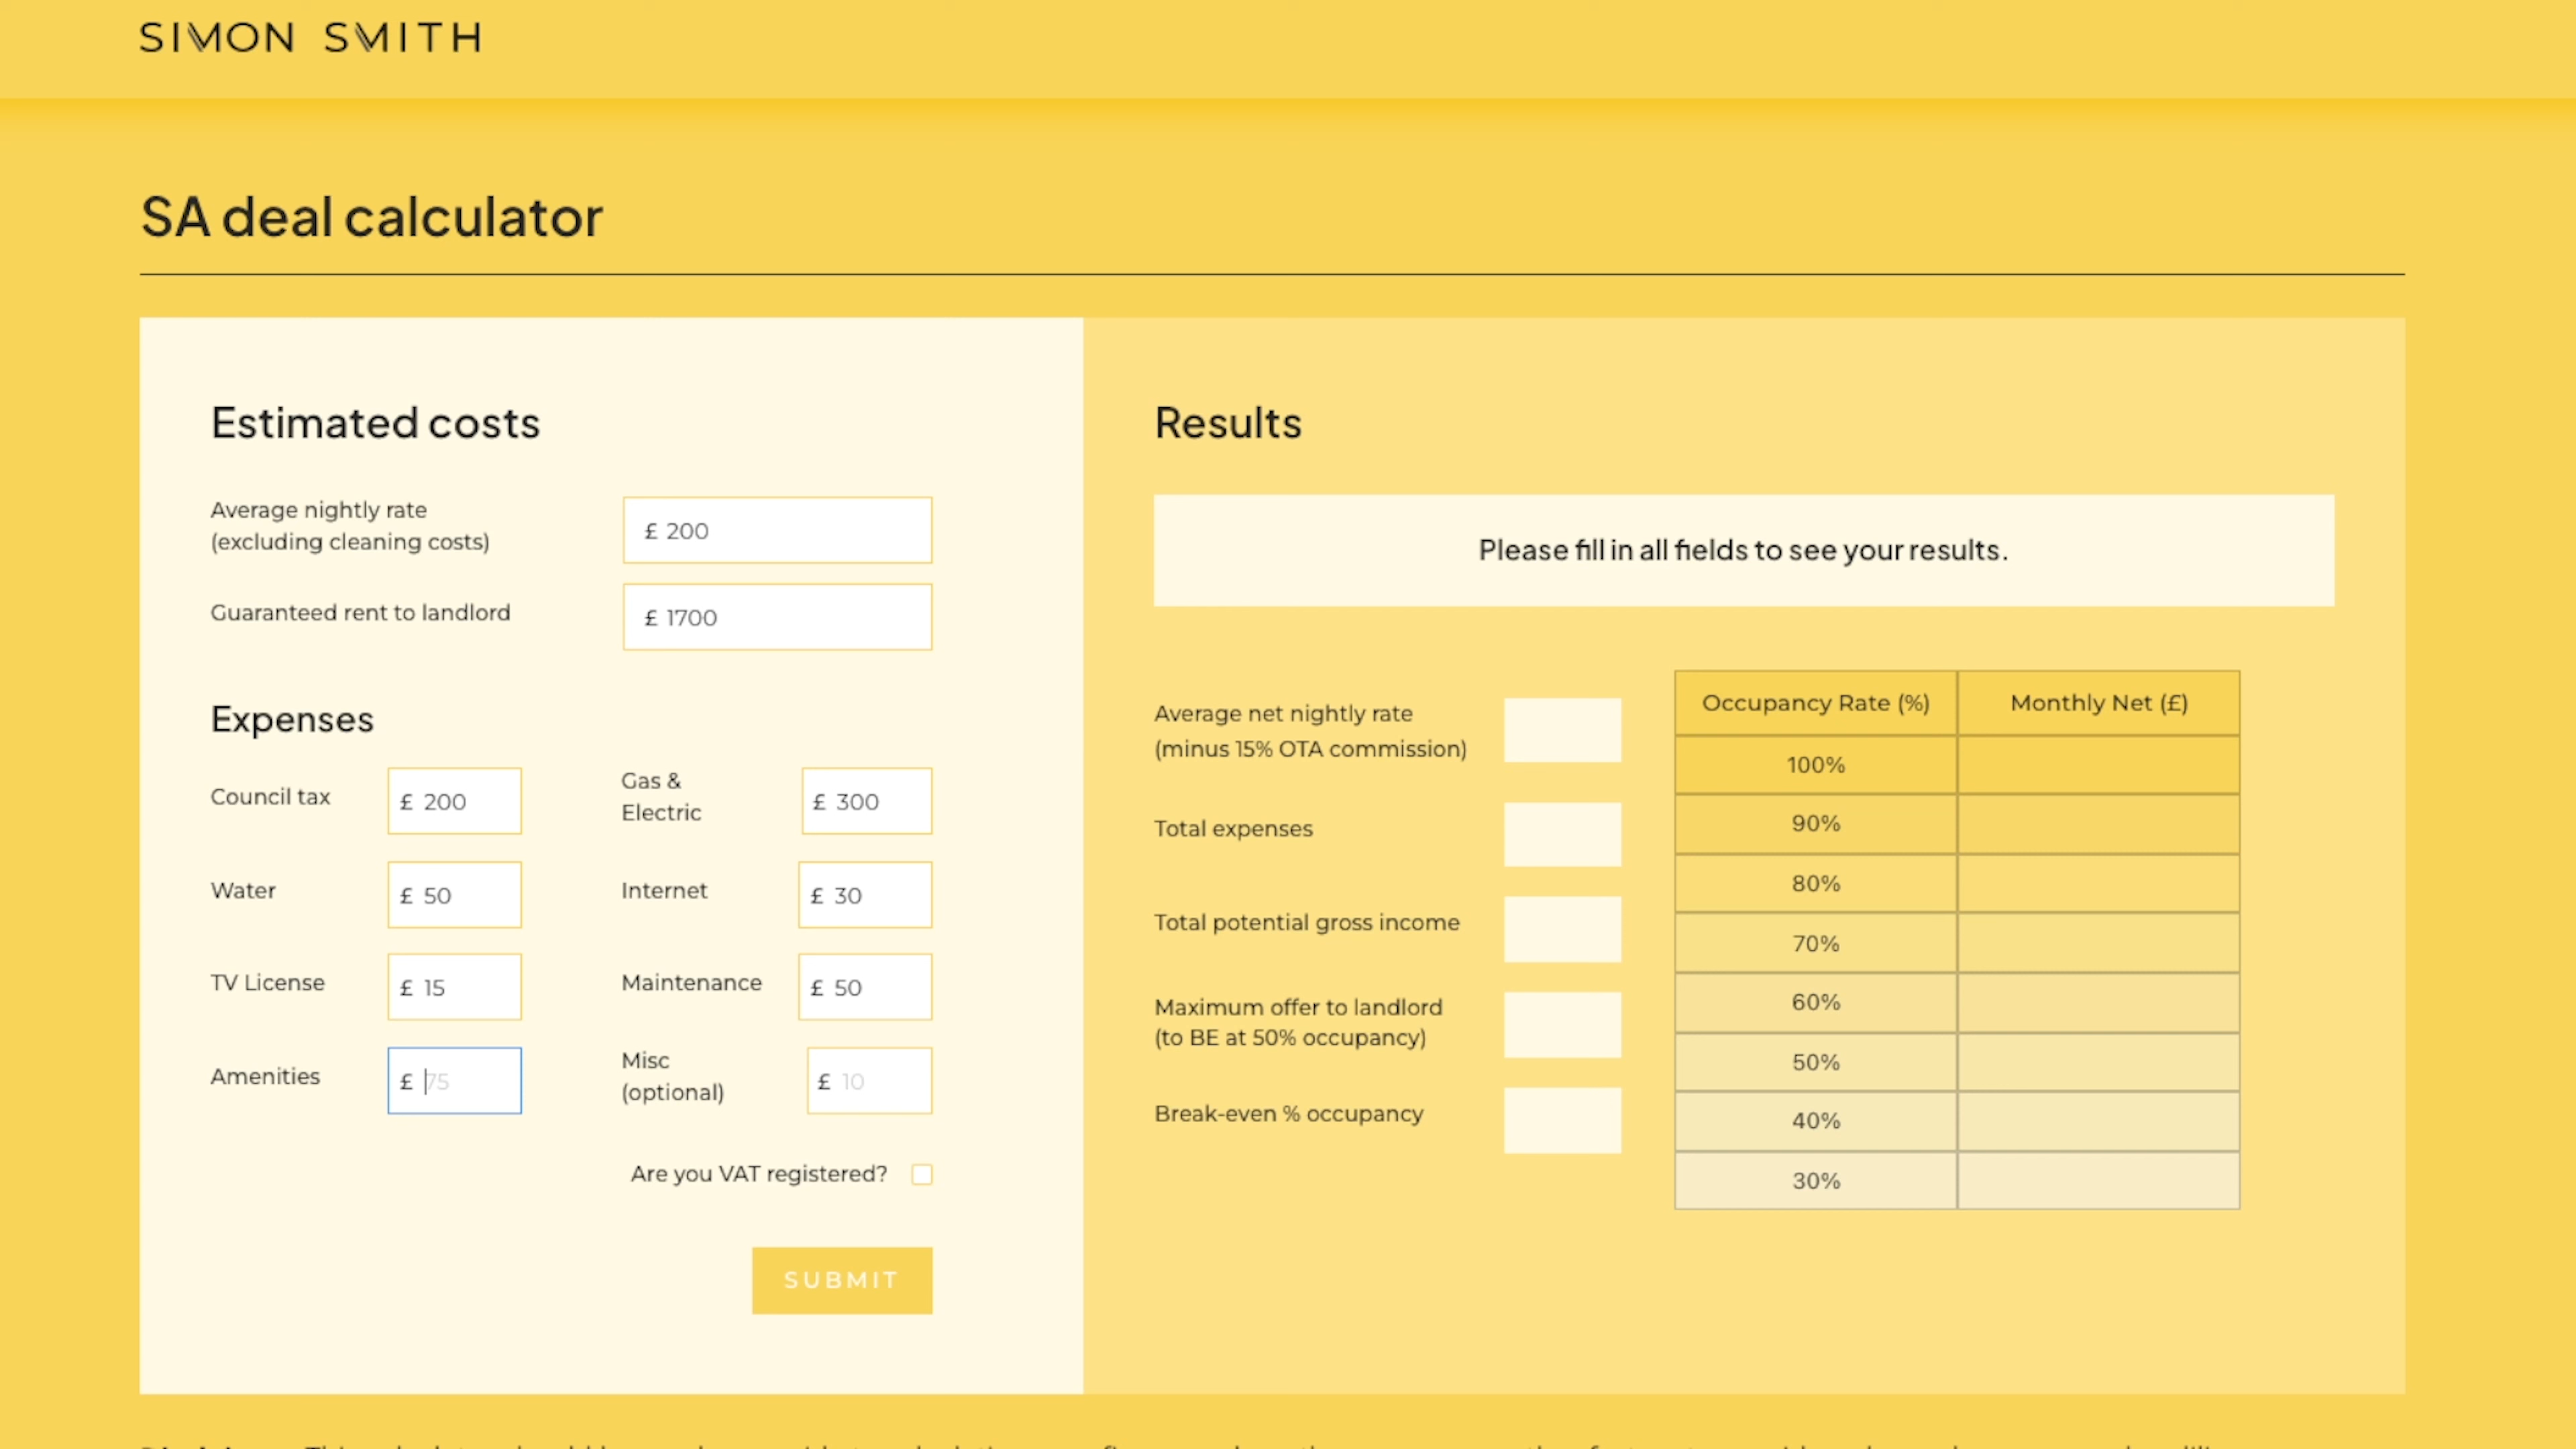 SIMON SMITH
SA deal calculator
Estimated costs
Average nightly rate
(excluding cleaning costs)
£ 200
Guaranteed rent to landlord
£ 1700
Expenses
Council tax
£ 200
Gas &
Electric
£ 300
Water
£ 50
Internet
£ 30
TV License
£ 15
Maintenance
£ 50
Amenities
£ 75
Misc
(optional)
£ 10
Are you VAT registered?
SUBMIT
Results
Please fill in all fields to see your results.
Average net nightly rate
(minus 15% OTA commission)
Total expenses
Total potential gross income
Maximum offer to landlord
(to BE at 50% occupancy)
Break-even % occupancy
Occupancy Rate (%) Monthly Net (£)
100%
90%
80%
70%
60%
50%
40%
30%